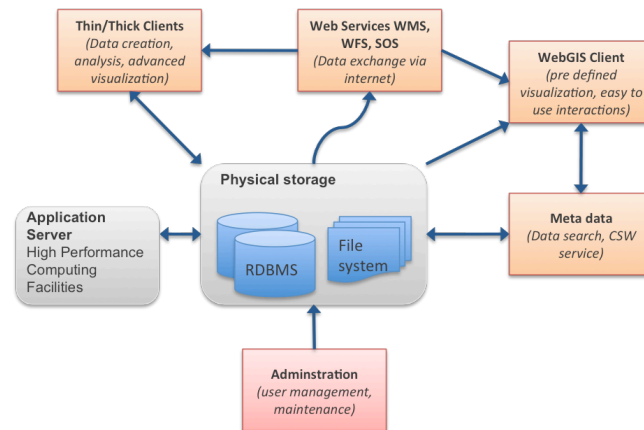 Thin/Thick Clients
(Data creation,
analysis, advanced
visualization)
Web Services WMS,
WFS, SOS
(Data exchange via
internet)
WebGIS Client
(pre defined
visualization, easy to
use interactions)
Physical storage
RDBMS
File
system
Application
Server
High Performance
Computing
Facilities
Meta data
(Data search, CSW
service)
Adminstration
(user management,
maintenance)